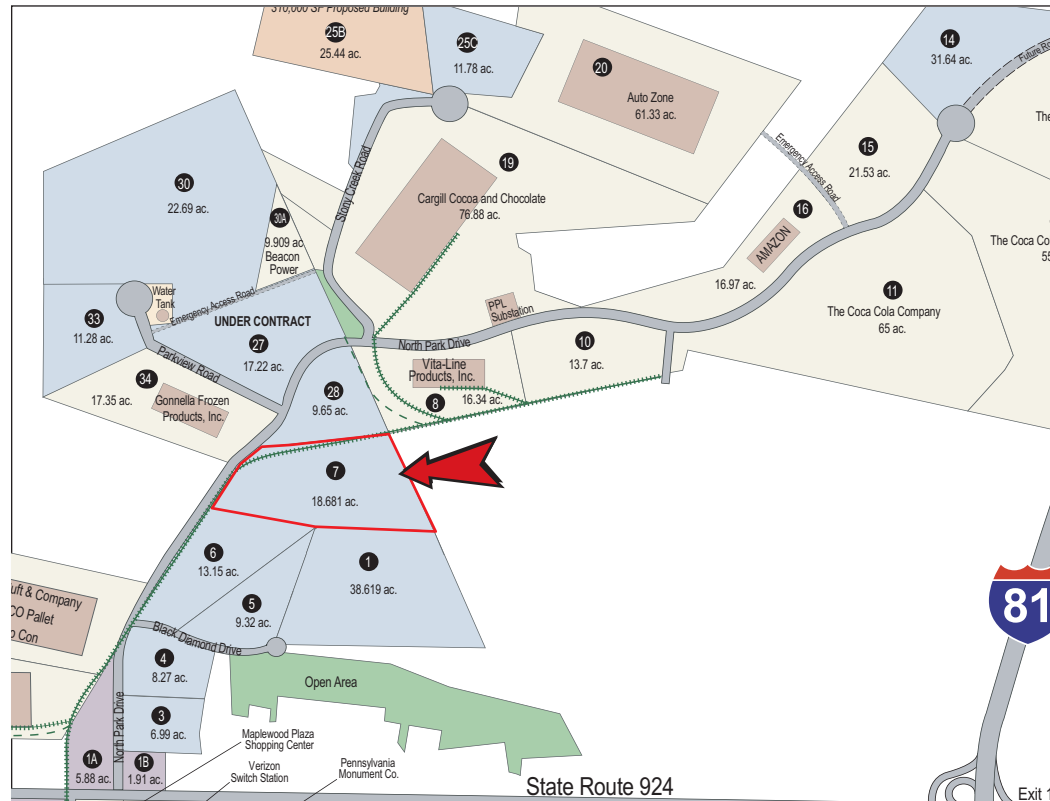 310,000 SF Proposed Building
25B
25.44 ac.
25C
11.78 ac.
20
Auto Zone
61.33 ac.
14
31.64 ac.
Future
Emergency Access Road
15
21.53 ac.
Stony Creek Road
19
Cargill Cocoa and Chocolate
76.88 ac.
30
22.69 ac.
30A
9.909 ac
Beacon
Power
16
AMAZON
16.97 ac.
The Coca
11
The Coca Cola Company
65 ac.
Water
Tank
Emergency Access Road
PPL
Substation
33
11.28 ac.
UNDER CONTRACT
27
17.22 ac.
North Park Drive
10
13.7 ac.
Parkview Road
34
17.35 ac.
Gonnella Frozen
Products, Inc.
28
9.65 ac.
Vita-Line
Products, Inc.
8
16.34 ac.
7
18.681 ac.
6
13.15 ac.
1
38.619 ac.
5
9.32 ac.
uft & Company
CO Pallet
o Con
Black Diamond Drive
4
8.27 ac.
81
Open Area
North Park Drive
3
6.99 ac.
Maplewood Plaza
Shopping Center
1A
5.88 ac.
1B
1.91 ac.
Verizon
Switch Station
Pennsylvania
Monument Co.
State Route 924
Exit 1